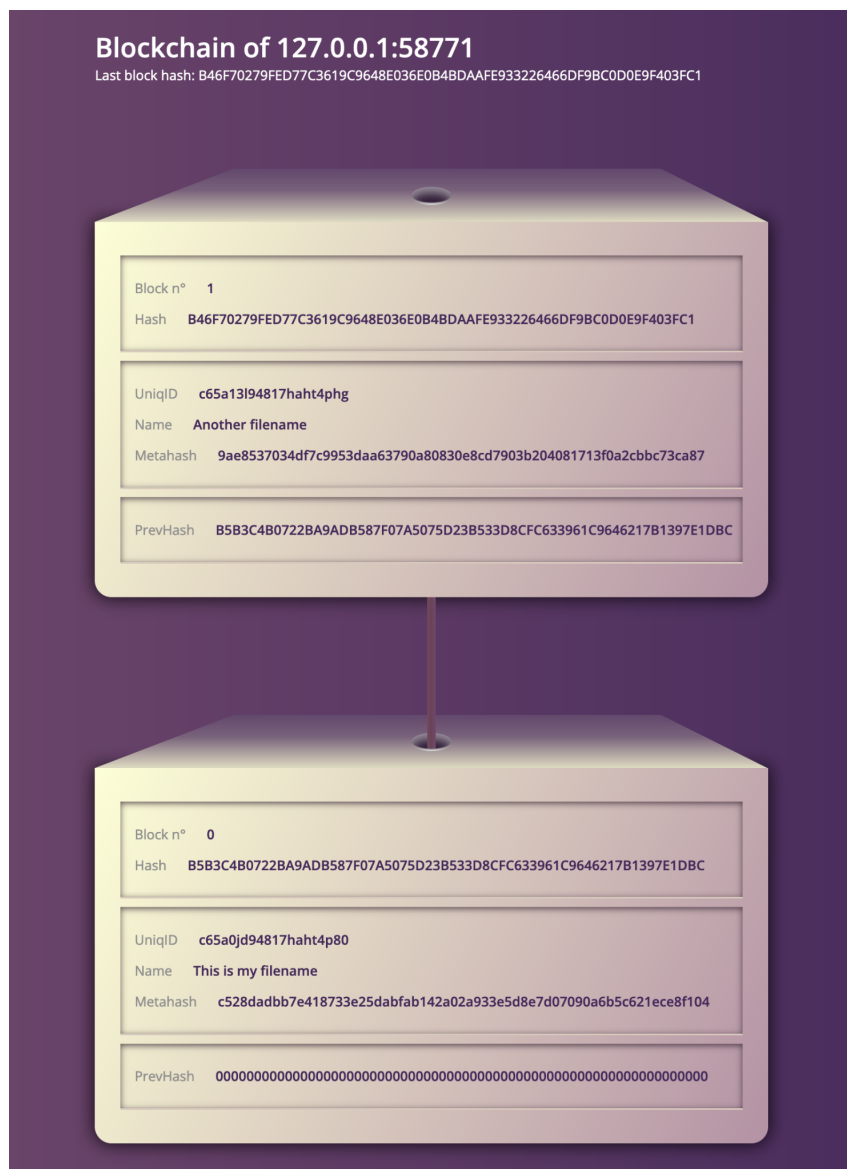 Blockchain of 127.0.0.1:58771
Last block hash: B46F70279FED77C3619C9648E036E0B4BDAAFE933226466DF9BC0D0E9F403FC1
Block n° 1
Hash B46F70279FED77C3619C9648E036E0B4BDAAFE933226466DF9BC0D0E9F403FC1
UniqID c65a13l94817haht4phg
Name Another filename
Metahash 9ae8537034df7c9953daa63790a80830e8cd7903b204081713f0a2cbbc73ca87
PrevHash B5B3C4B0722BA9ADB587F07A5075D23B533D8CFC633961C9646217B1397E1DBC
Block n° 0
Hash B5B3C4B0722BA9ADB587F07A5075D23B533D8CFC633961C9646217B1397E1DBC
UniqID c65a0jd94817haht4p80
Name This is my filename
Metahash c528dadbb7e418733e25dabfab142a02a933e5d8e7d07090a6b5c621ece8f104
PrevHash 0000000000000000000000000000000000000000000000000000000000000000